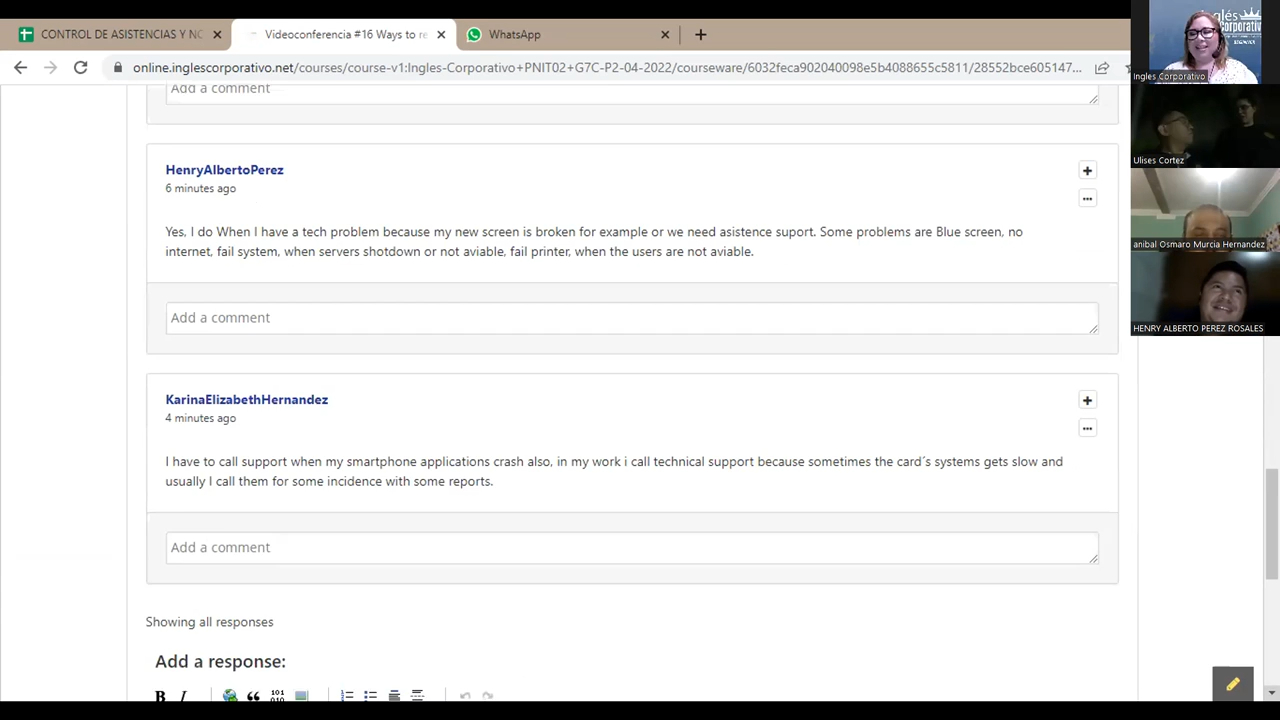 CONTROL DE ASISTENCIAS Y NO
Videoconferencia #16 Ways to re
WhatsApp
online.inglescorporativo.net/courses/course-v1:Ingles-Corporativo+PNIT02+G7C-P2-04-2022/courseware/6032feca902040098e5b4088655c5811/28552bce605147...
Inglés
Corporativo
Ingles Corporativo
Add a comment
Ulises Cortez
HenryAlbertoPerez
6 minutes ago
Yes, I do When I have a tech problem because my new screen is broken for example or we need asistence suport. Some problems are Blue screen, no
internet, fail system, when servers shotdown or not aviable, fail printer, when the users are not aviable.
anibal Osmaro Murcia Hernandez
Add a comment
HENRY ALBERTO PEREZ ROSALES
KarinaElizabethHernandez
4 minutes ago
I have to call support when my smartphone applications crash also, in my work i call technical support because sometimes the card´s systems gets slow and
usually I call them for some incidence with some reports.
Add a comment
Showing all responses
Add a response:
B I